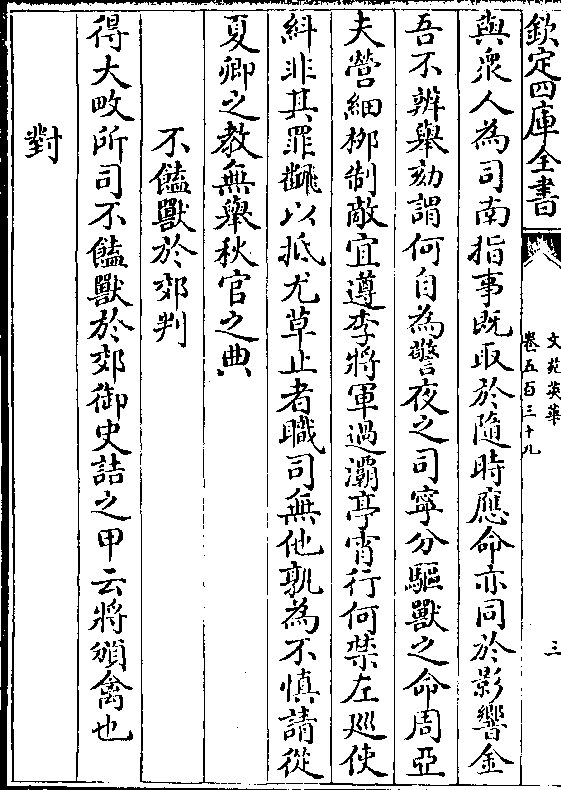 欽定四庫全書
文苑英華
卷五百三十九
三
與衆人為司南指事既取於隨時應命亦同於影響金
吾不辨舉劾謂何自為警夜之司寧分驅獸之命周亞
夫營細栁制敵宜遵李將軍過灞亭宵行何禁左巡使
糾非其罪輙以抵尤草止者職司無他孰為不慎請從
夏卿之教無舉秋官之典
不饁獸於郊判
得大畋所司不饁獸於郊御史詰之甲云將頒禽也
對